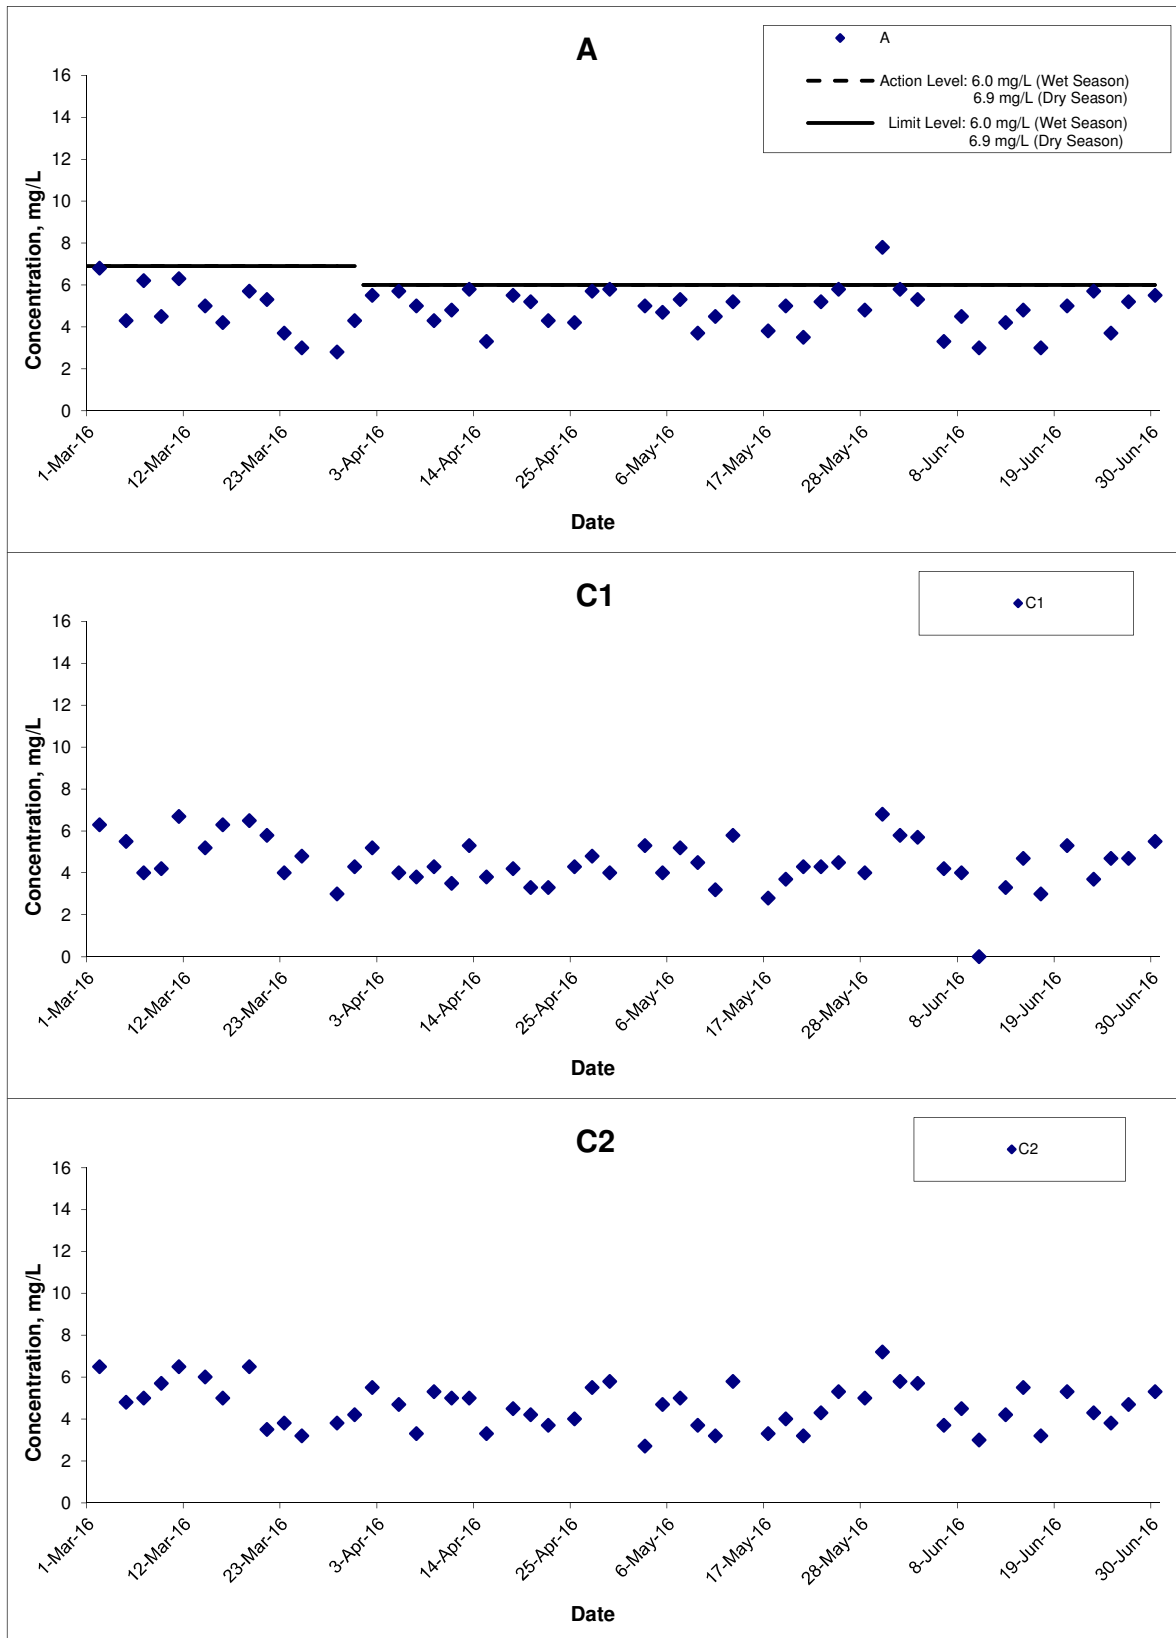 A
A
Action Level: 6.0 mg/L (Wet Season)
6.9 mg/L (Dry Season)
Limit Level: 6.0 mg/L (Wet Season)
6.9 mg/L (Dry Season)
Concentration, mg/L
16
14
12
10
8
6
4
2
0
1-Mar-16
12-Mar-16
23-Mar-16
3-Apr-16
14-Apr-16
25-Apr-16
6-May-16
17-May-16
28-May-16
8-Jun-16
19-Jun-16
30-Jun-16
Date
C1
C1
Concentration, mg/L
16
14
12
10
8
6
4
2
0
1-Mar-16
12-Mar-16
23-Mar-16
3-Apr-16
14-Apr-16
25-Apr-16
6-May-16
17-May-16
28-May-16
8-Jun-16
19-Jun-16
30-Jun-16
Date
C2
C2
Concentration, mg/L
16
14
12
10
8
6
4
2
0
1-Mar-16
12-Mar-16
23-Mar-16
3-Apr-16
14-Apr-16
25-Apr-16
6-May-16
17-May-16
28-May-16
8-Jun-16
19-Jun-16
30-Jun-16
Date